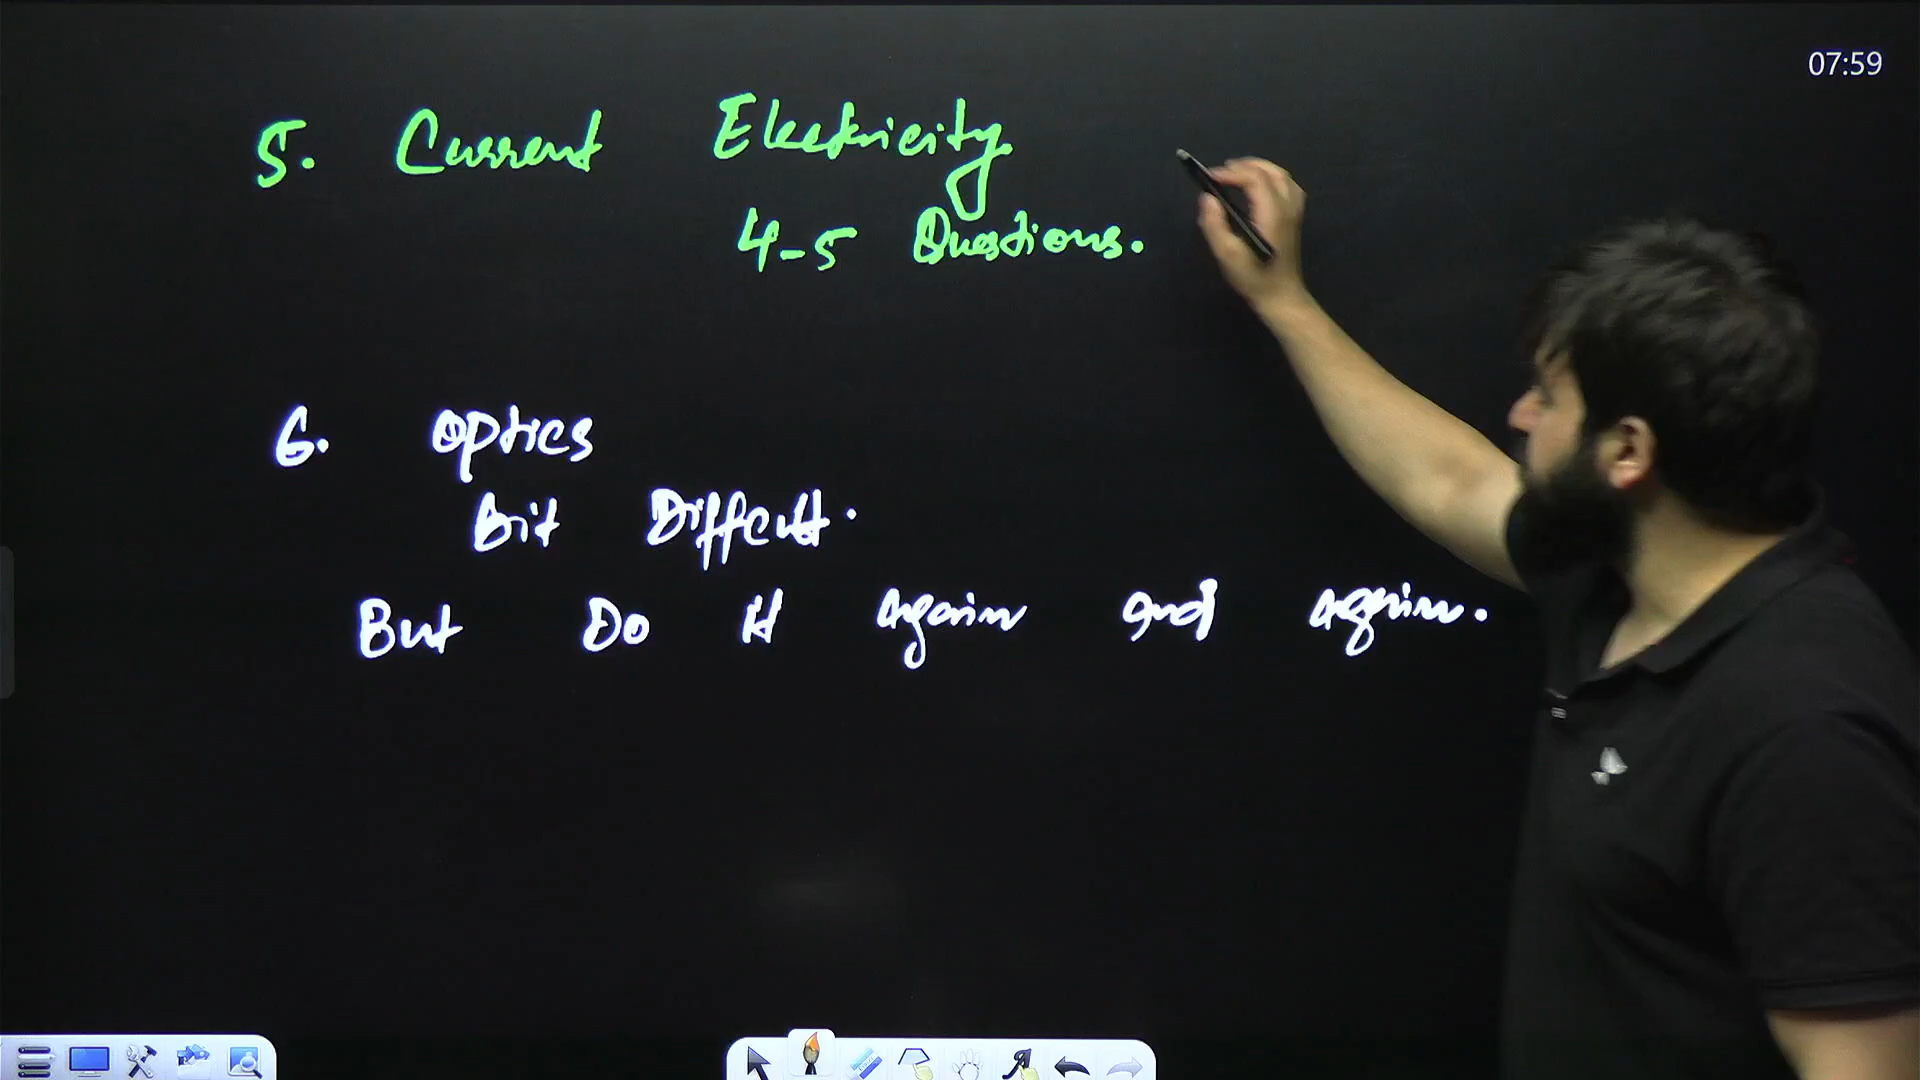 07:59
5. Current Electricity
4-5 Questions.
6. Optics
Bit Difficult.
But Do It again and again.